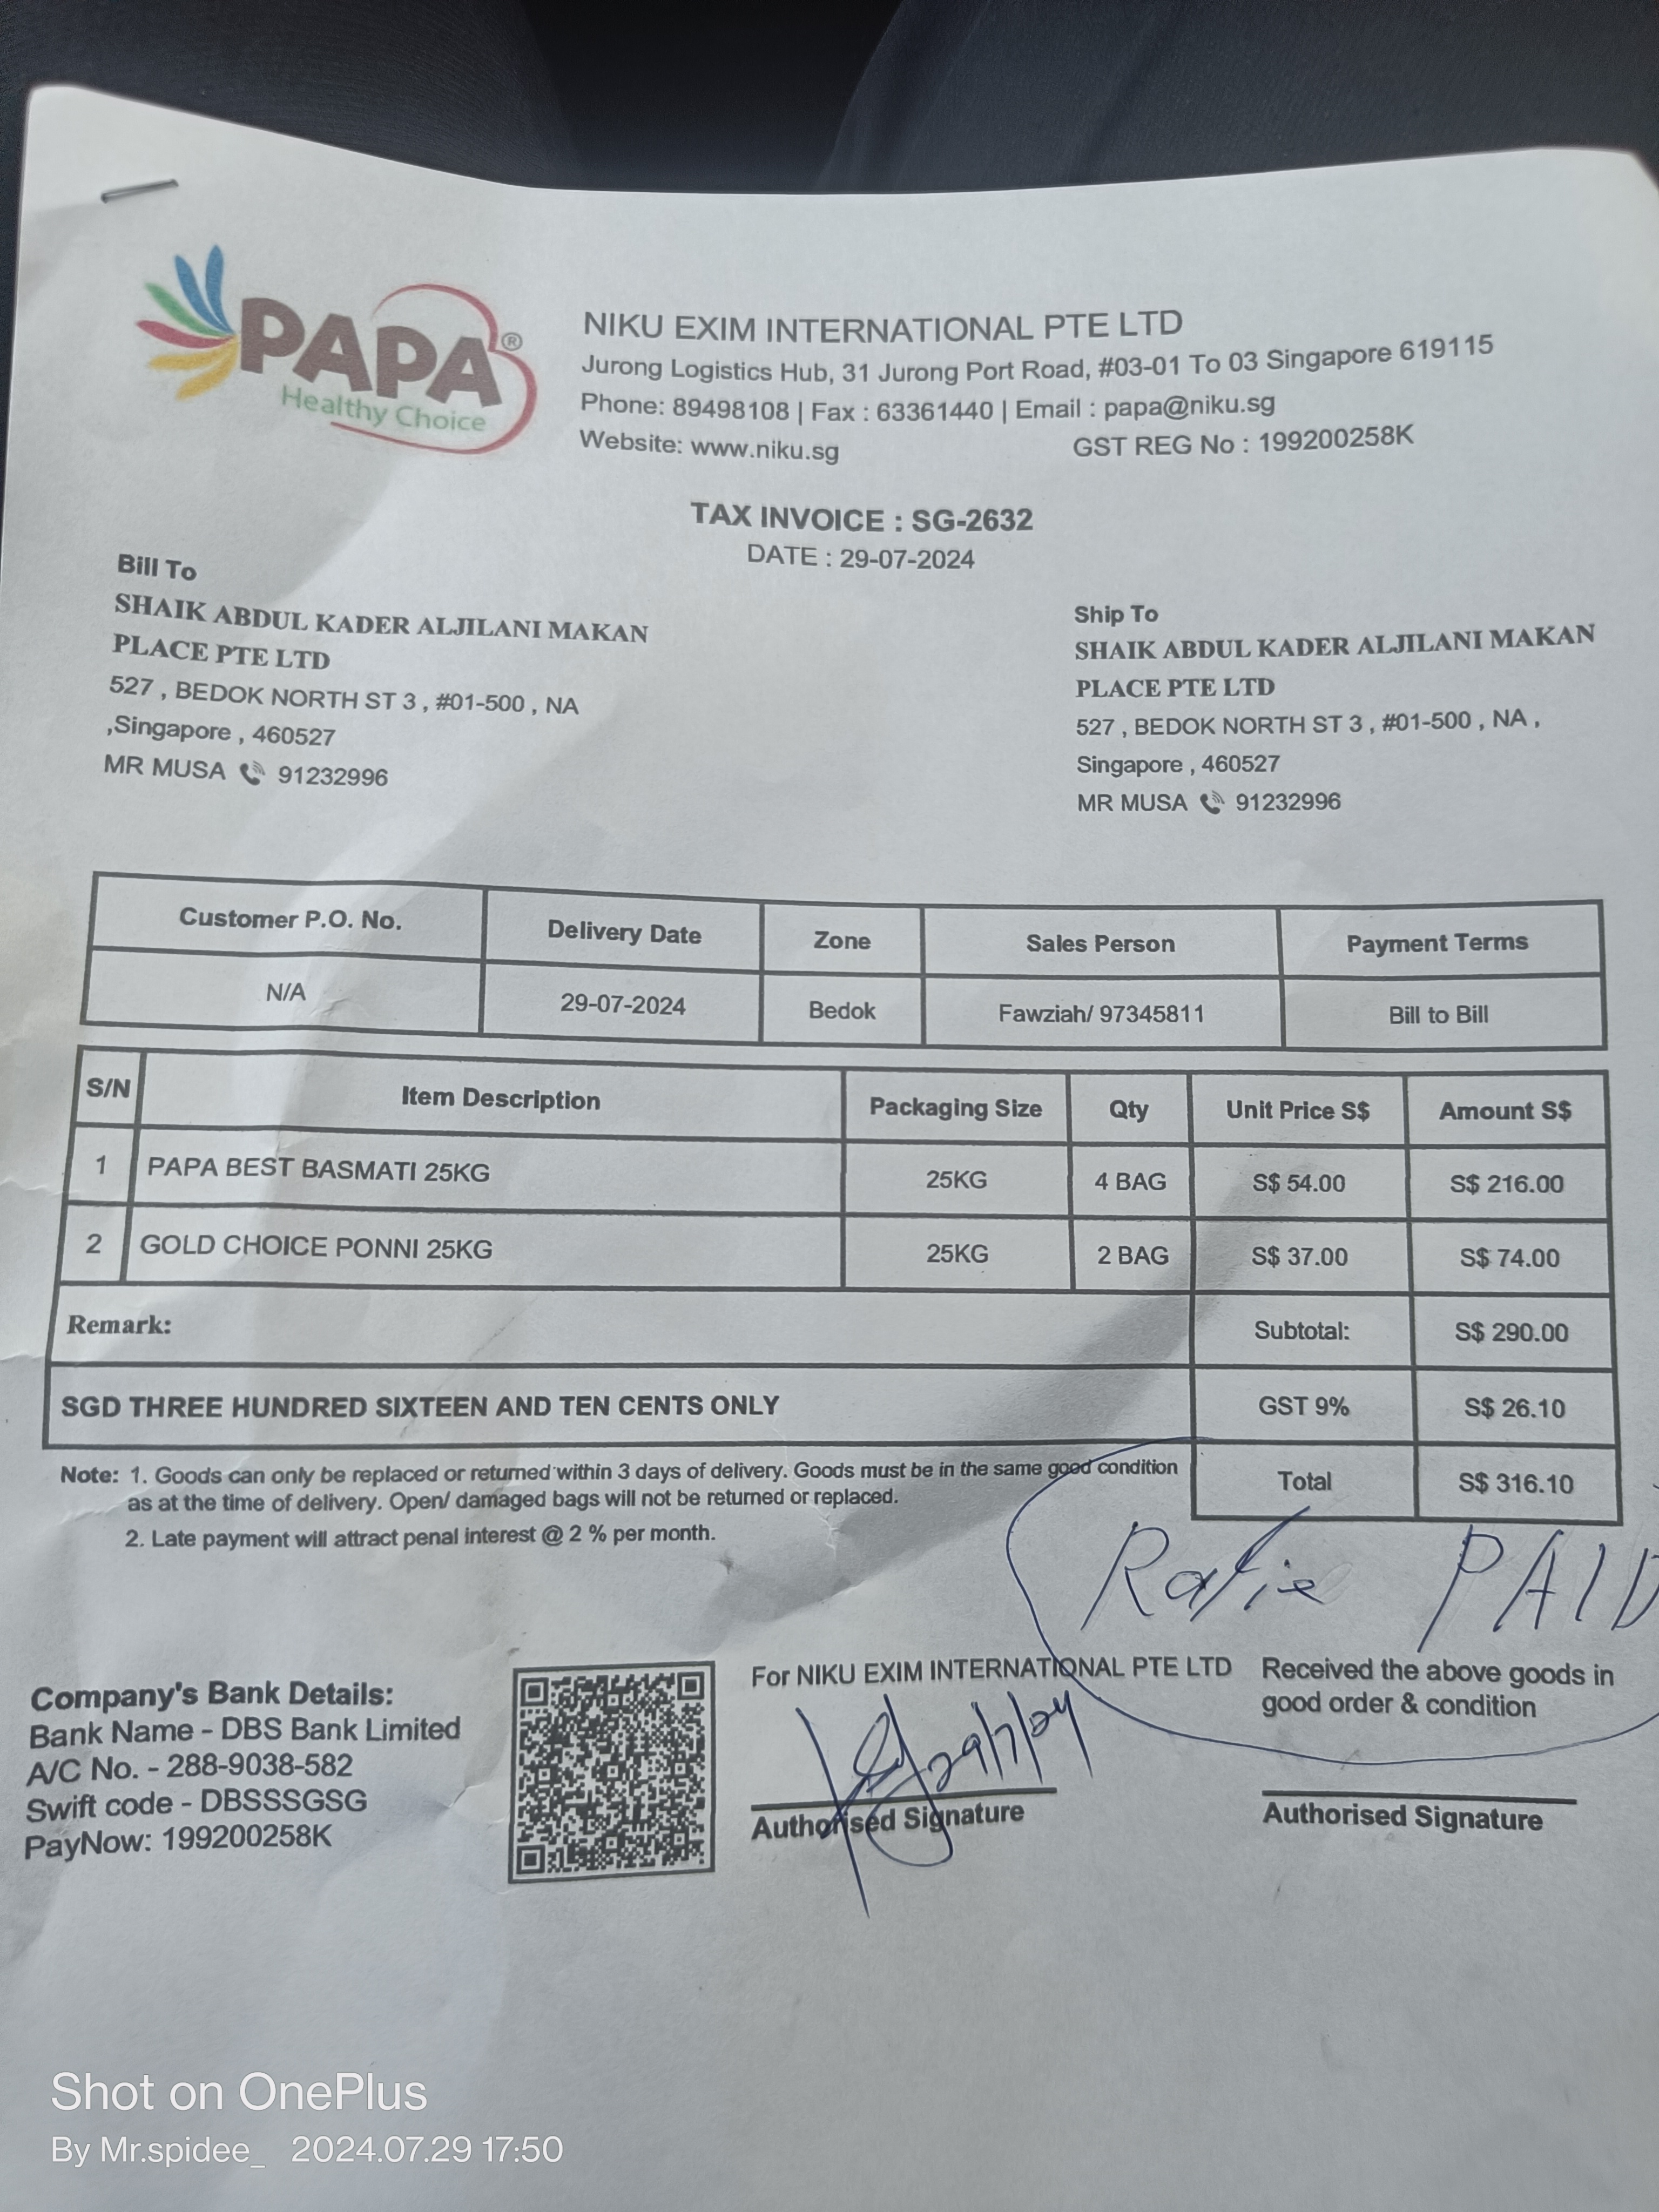 PAPA®
Healthy Choice
NIKU EXIM INTERNATIONAL PTE LTD
Jurong Logistics Hub, 31 Jurong Port Road, #03-01 To 03 Singapore 619115
Phone: 89498108 | Fax : 63361440 | Email : papa@niku.sg
Website: www.niku.sg GST REG No : 199200258K
TAX INVOICE : SG-2632
DATE : 29-07-2024
Bill To
SHAIK ABDUL KADER ALJILANI MAKAN
PLACE PTE LTD
527 , BEDOK NORTH ST 3 , #01-500 , NA
,Singapore , 460527
MR MUSA 91232996
Ship To
SHAIK ABDUL KADER ALJILANI MAKAN
PLACE PTE LTD
527 , BEDOK NORTH ST 3 , #01-500 , NA ,
Singapore , 460527
MR MUSA 91232996
Customer P.O. No. Delivery Date Zone Sales Person Payment Terms
N/A 29-07-2024 Bedok Fawziah/ 97345811 Bill to Bill
S/N Item Description Packaging Size Qty Unit Price S$ Amount S$
1 PAPA BEST BASMATI 25KG 25KG 4 BAG S$ 54.00 S$ 216.00
2 GOLD CHOICE PONNI 25KG 25KG 2 BAG S$ 37.00 S$ 74.00
Remark: Subtotal: S$ 290.00
SGD THREE HUNDRED SIXTEEN AND TEN CENTS ONLY GST 9% S$ 26.10
Total S$ 316.10
Note: 1. Goods can only be replaced or returned within 3 days of delivery. Goods must be in the same good condition
as at the time of delivery. Open/ damaged bags will not be returned or replaced.
2. Late payment will attract penal interest @ 2 % per month.
PAID
Company's Bank Details:
Bank Name - DBS Bank Limited
A/C No. - 288-9038-582
Swift code - DBSSSGSG
PayNow: 199200258K
For NIKU EXIM INTERNATIONAL PTE LTD
29/7/24
Authorised Signature
Received the above goods in
good order & condition
Authorised Signature
Shot on OnePlus
By Mr.spidee_ 2024.07.29 17:50